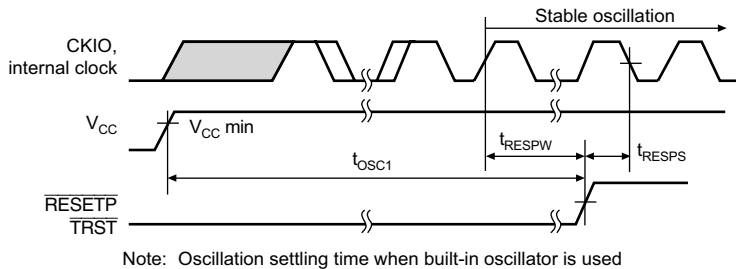 Stable oscillation
CKIO,
internal clock
VCC
VCC min
tRESPW
tRESPS
tOSC1
RESETP
TRST
Note: Oscillation settling time when built-in oscillator is used